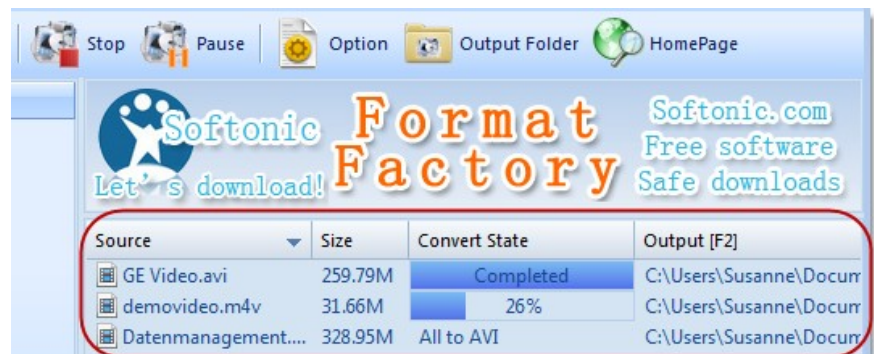 Stop Pause Option Output Folder HomePage
Softonic
Let's download!
Format
Factory
Softonic.com
Free software
Safe downloads
Source Size Convert State Output [F2]
GE Video.avi 259.79M Completed C:\Users\Susanne\Docum
demovideo.m4v 31.66M 26% C:\Users\Susanne\Docum
Datenmanagement.... 328.95M All to AVI C:\Users\Susanne\Docum